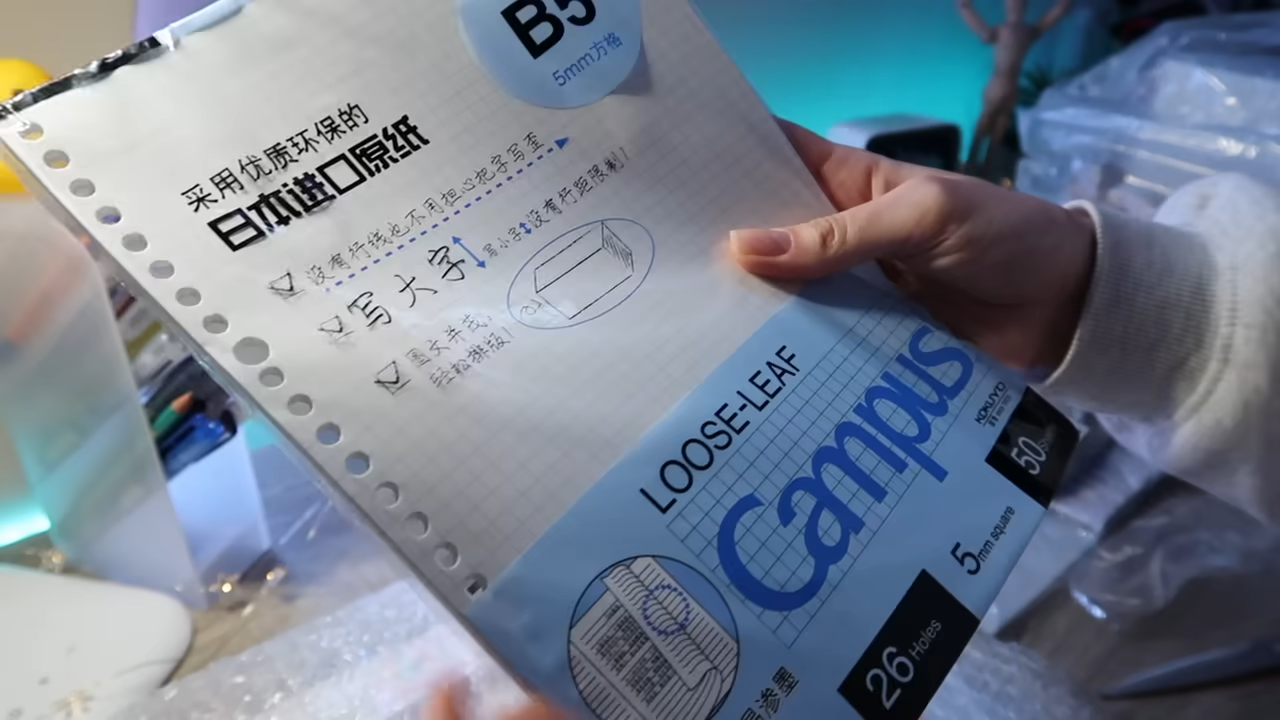 B5
5mm方格
采用优质环保的
日本进口原纸
没有行线也不用担心把字写歪
写大字 写小字 没有行距限制！
图文并茂，
轻松排版！
LOOSE-LEAF
Campus
KOKUYO
50
5mm square
26 Holes
渗墨